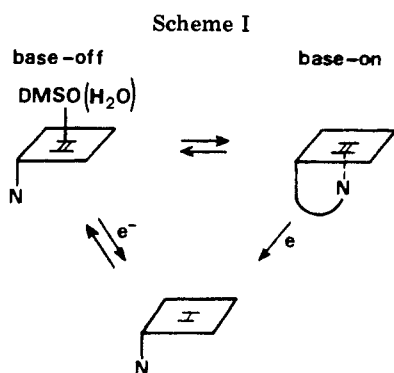 Scheme I
base-off
base-on
DMSO(H₂O)
II
II
N
N
e⁻
e
I
N